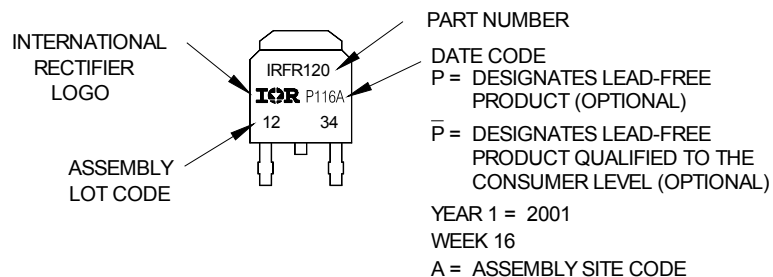 INTERNATIONAL
RECTIFIER
LOGO
ASSEMBLY
LOT CODE
IRFR120
IOR P116A
12 34
PART NUMBER
DATE CODE
P = DESIGNATES LEAD-FREE
PRODUCT (OPTIONAL)
P̅ = DESIGNATES LEAD-FREE
PRODUCT QUALIFIED TO THE
CONSUMER LEVEL (OPTIONAL)
YEAR 1 = 2001
WEEK 16
A = ASSEMBLY SITE CODE